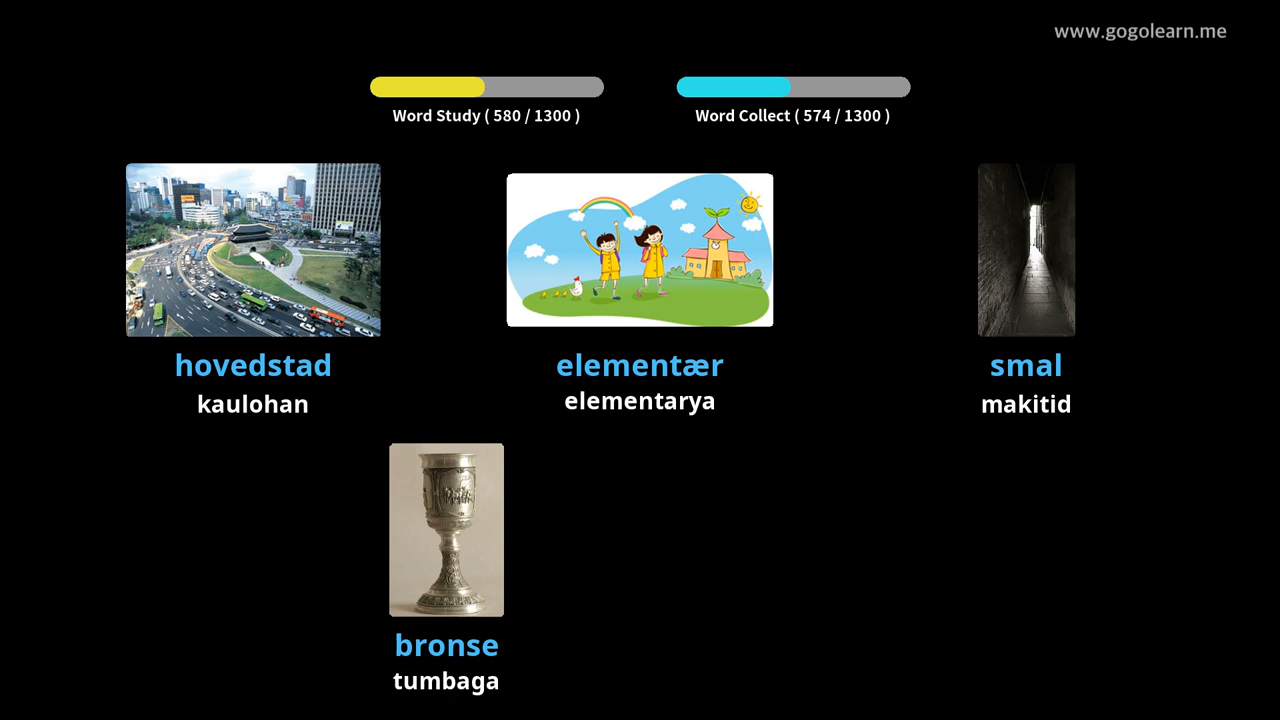 www.gogolearn.me
Word Study ( 580 / 1300 )
Word Collect ( 574 / 1300 )
hovedstad
kaulohan
elementær
elementarya
smal
makitid
bronse
tumbaga